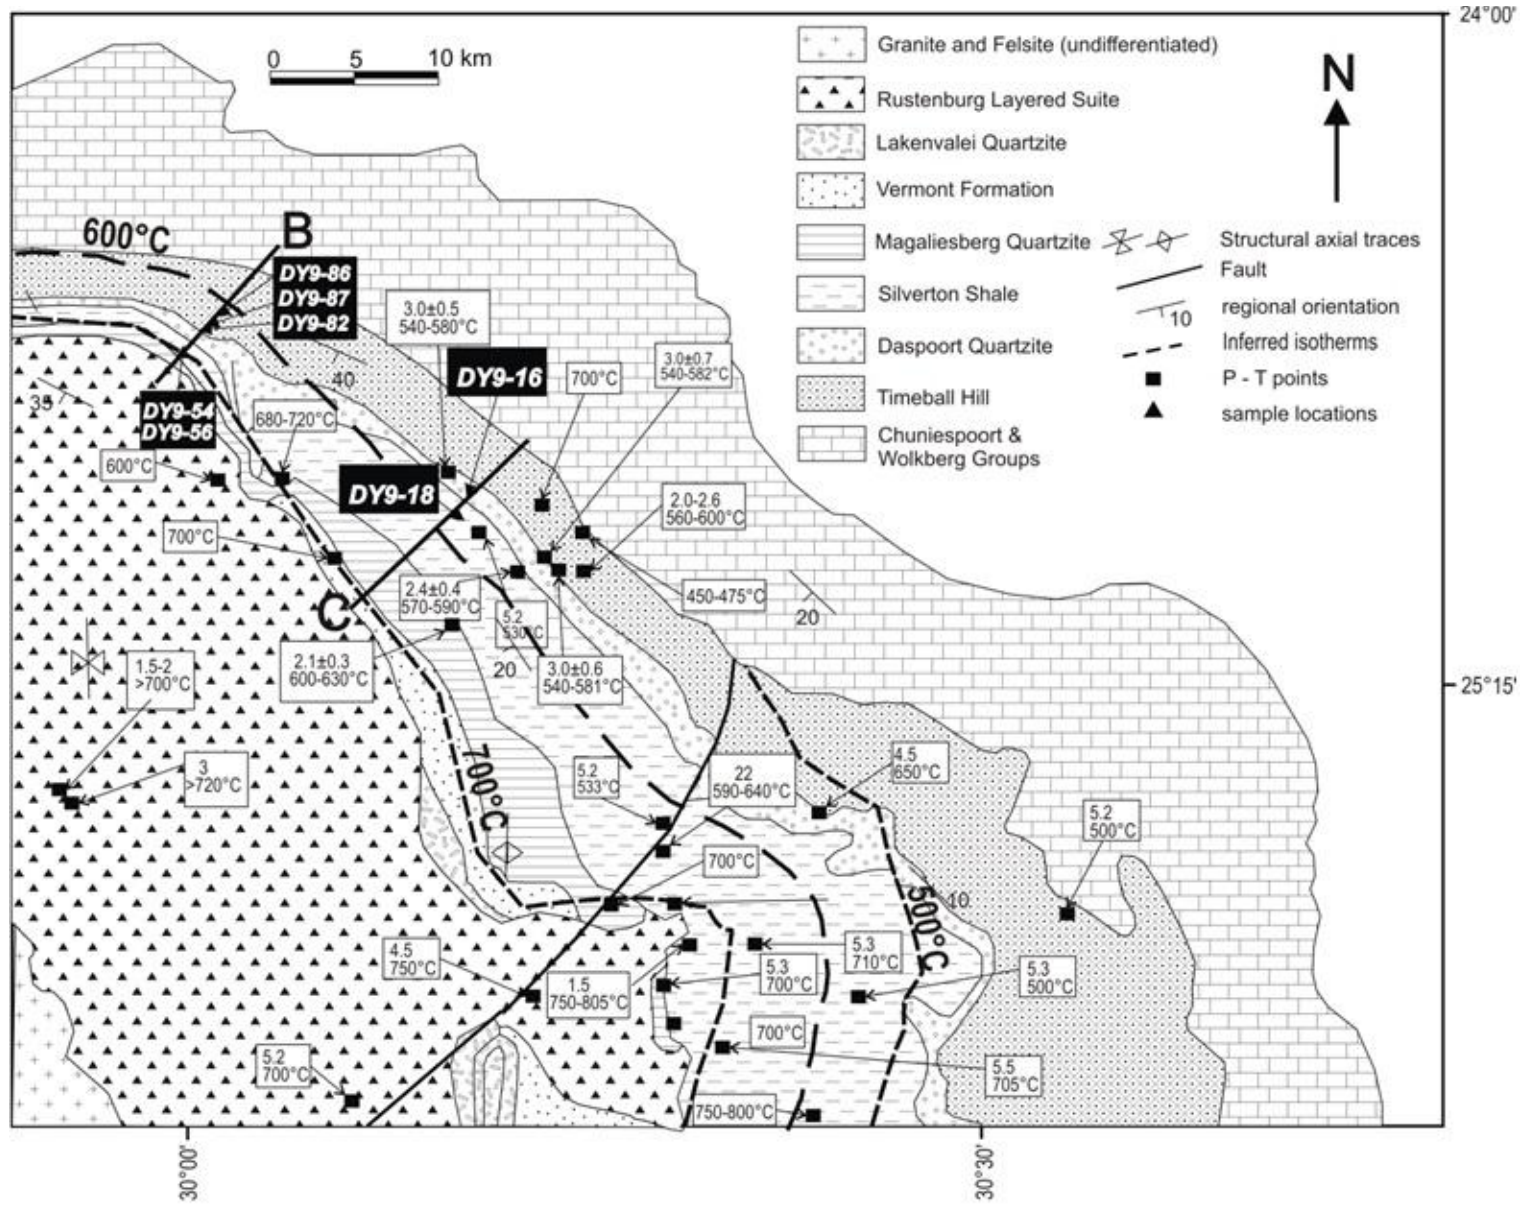 24°00'
0 5 10 km
Granite and Felsite (undifferentiated)
Rustenburg Layered Suite
Lakenvalei Quartzite
Vermont Formation
Magaliesberg Quartzite
Silverton Shale
Daspoort Quartzite
Timeball Hill
Chuniespoort &
Wolkberg Groups
N
Structural axial traces
Fault
regional orientation
10
Inferred isotherms
P - T points
sample locations
600°C
B
DY9-86
DY9-87
DY9-82
3.0±0.5
540-580°C
DY9-16
700°C
3.0±0.7
540-582°C
40
35
DY9-54
DY9-56
680-720°C
600°C
DY9-18
2.0-2.6
560-600°C
700°C
C
2.4±0.4
570-590°C
5.2
530°C
450-475°C
20
20
2.1±0.3
600-630°C
3.0±0.6
540-581°C
1.5-2
>700°C
25°15'
3
>720°C
700°C
5.2
533°C
22
590-640°C
4.5
650°C
5.2
500°C
700°C
500°C
10
4.5
750°C
1.5
750-805°C
5.3
700°C
5.3
710°C
5.3
500°C
700°C
5.2
700°C
5.5
705°C
750-800°C
30°00'
30°30'